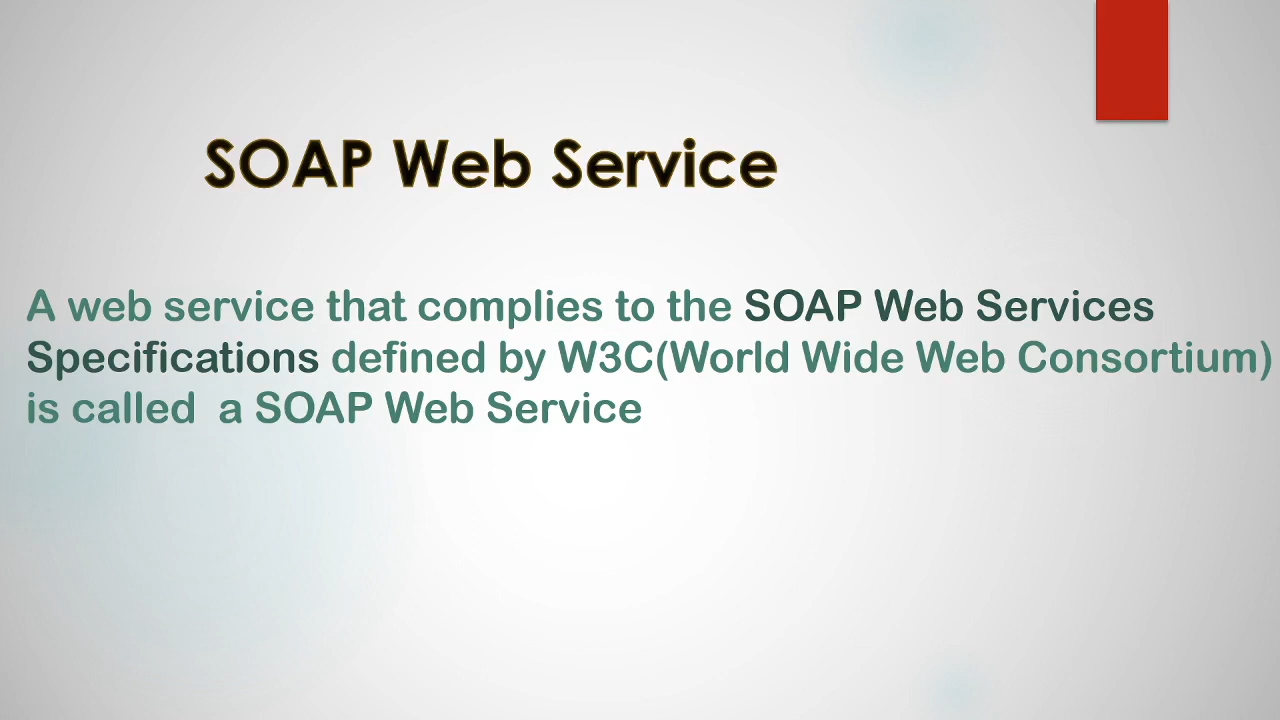 SOAP Web Service
A web service that complies to the SOAP Web Services
Specifications defined by W3C(World Wide Web Consortium)
is called  a SOAP Web Service